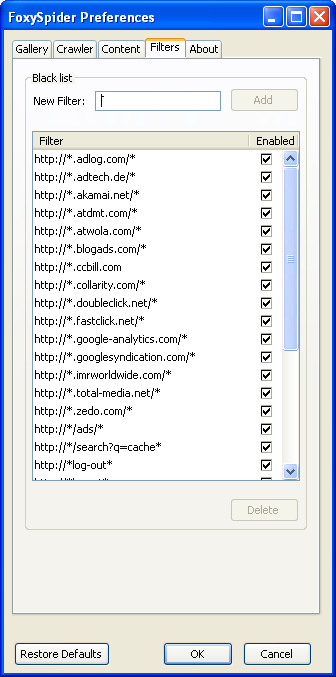 FoxySpider Preferences
Gallery Crawler Content Filters About
Black list
New Filter: Add
Filter Enabled
http://*.adlog.com/*
http://*.adtech.de/*
http://*.akamai.net/*
http://*.atdmt.com/*
http://*.atwola.com/*
http://*.blogads.com/*
http://*.ccbill.com
http://*.collarity.com/*
http://*.doubleclick.net/*
http://*.fastclick.net/*
http://*.google-analytics.com/*
http://*.googlesyndication.com/*
http://*.imrworldwide.com/*
http://*.total-media.net/*
http://*.zedo.com/*
http://*/ads/*
http://*/search?q=cache*
http://*log-out*
Delete
Restore Defaults OK Cancel